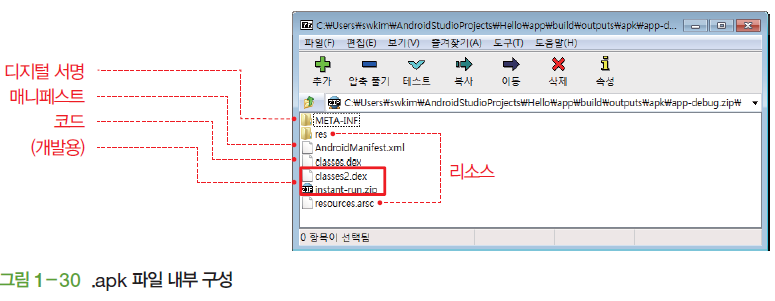 C:₩Users₩swkim₩AndroidStudioProjects₩Hello₩app₩build₩outputs₩apk₩app-d...
파일(F) 편집(E) 보기(V) 즐겨찾기(A) 도구(T) 도움말(H)
추가 압축 풀기 테스트 복사 이동 삭제 속성
C:₩Users₩swkim₩AndroidStudioProjects₩Hello₩app₩build₩outputs₩apk₩app-debug.zip₩
디지털 서명
매니페스트
코드
(개발용)
META-INF
res
AndroidManifest.xml
classes.dex
classes2.dex
instant-run.zip
resources.arsc
리소스
0 항목이 선택됨
그림 1-30 .apk 파일 내부 구성